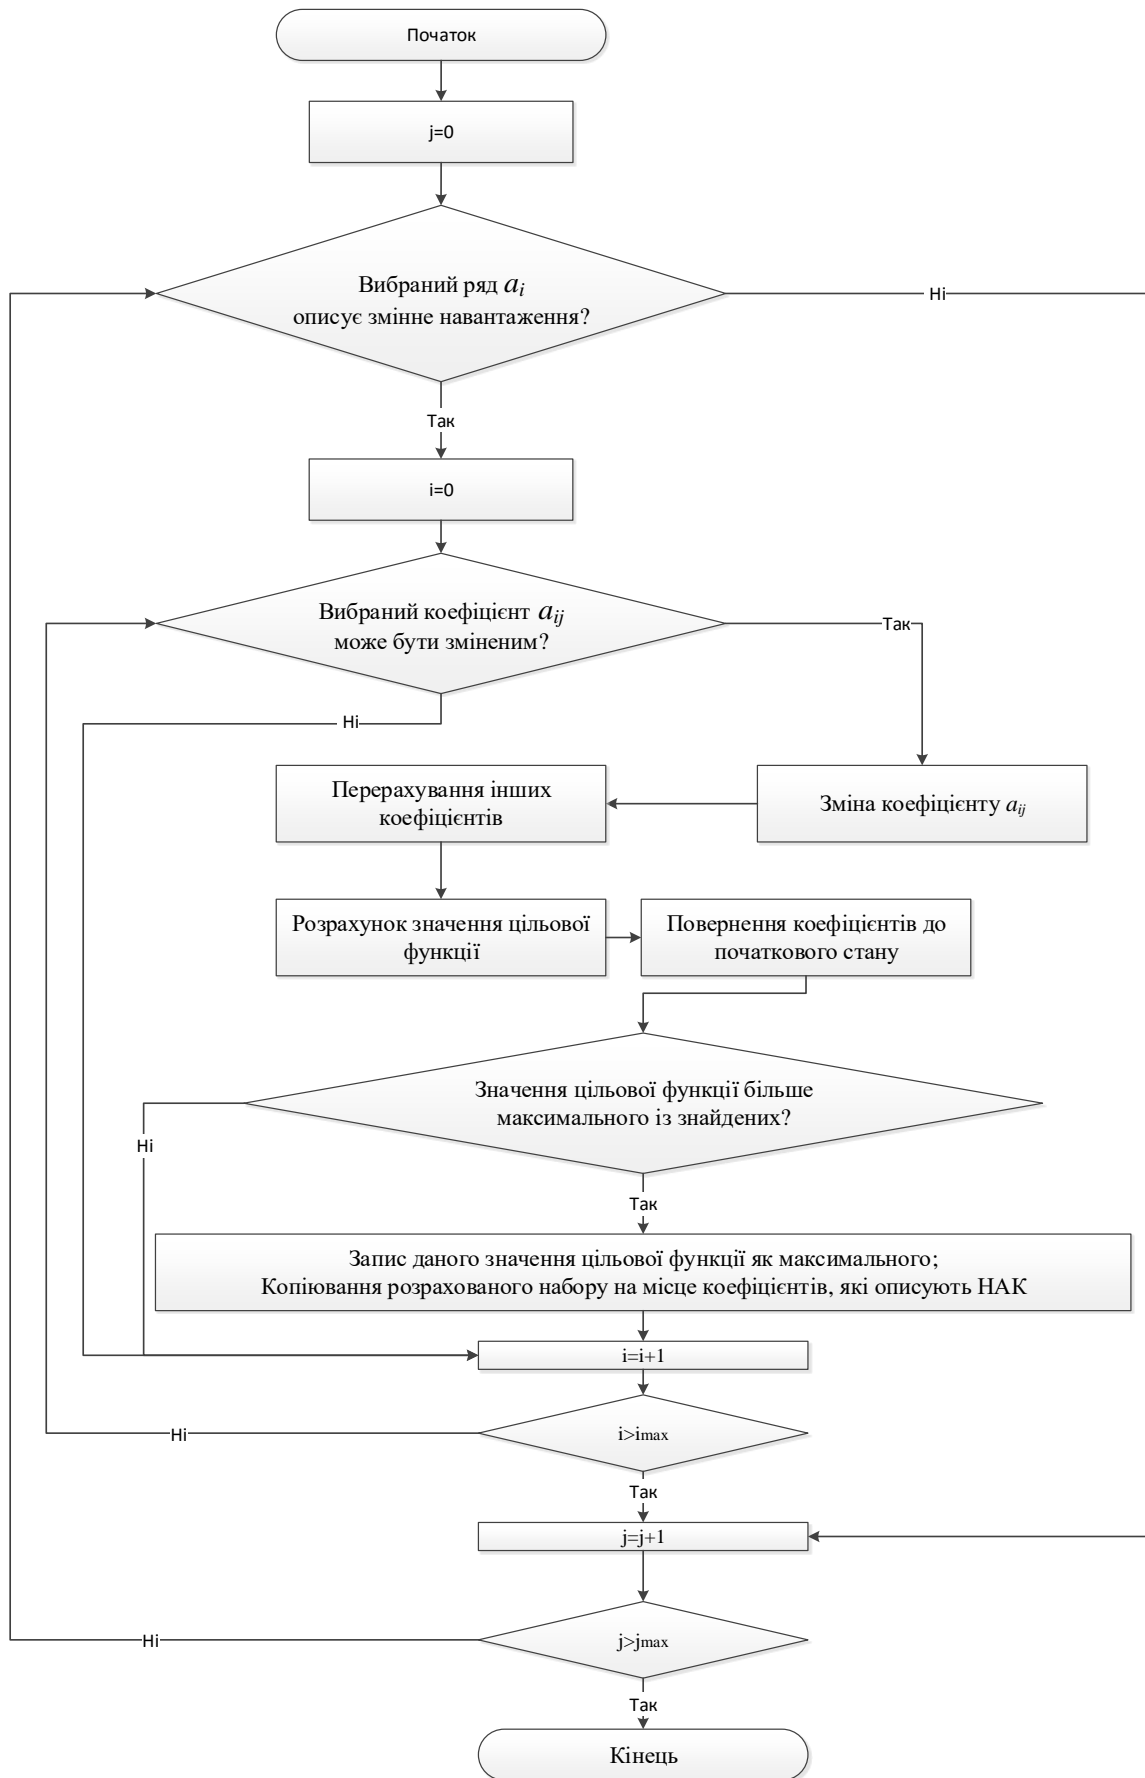 Початок
j=0
Вибраний ряд aᵢ
описує змінне навантаження?
Ні
Так
i=0
Вибраний коефіцієнт aᵢⱼ
може бути зміненим?
Так
Ні
Перерахування інших
коефіцієнтів
Зміна коефіцієнту aᵢⱼ
Розрахунок значення цільової
функції
Повернення коефіцієнтів до
початкового стану
Значення цільової функції більше
максимального із знайдених?
Ні
Так
Запис даного значення цільової функції як максимального;
Копіювання розрахованого набору на місце коефіцієнтів, які описують НАК
i=i+1
i>imax
Ні
Так
j=j+1
j>jmax
Ні
Так
Кінець